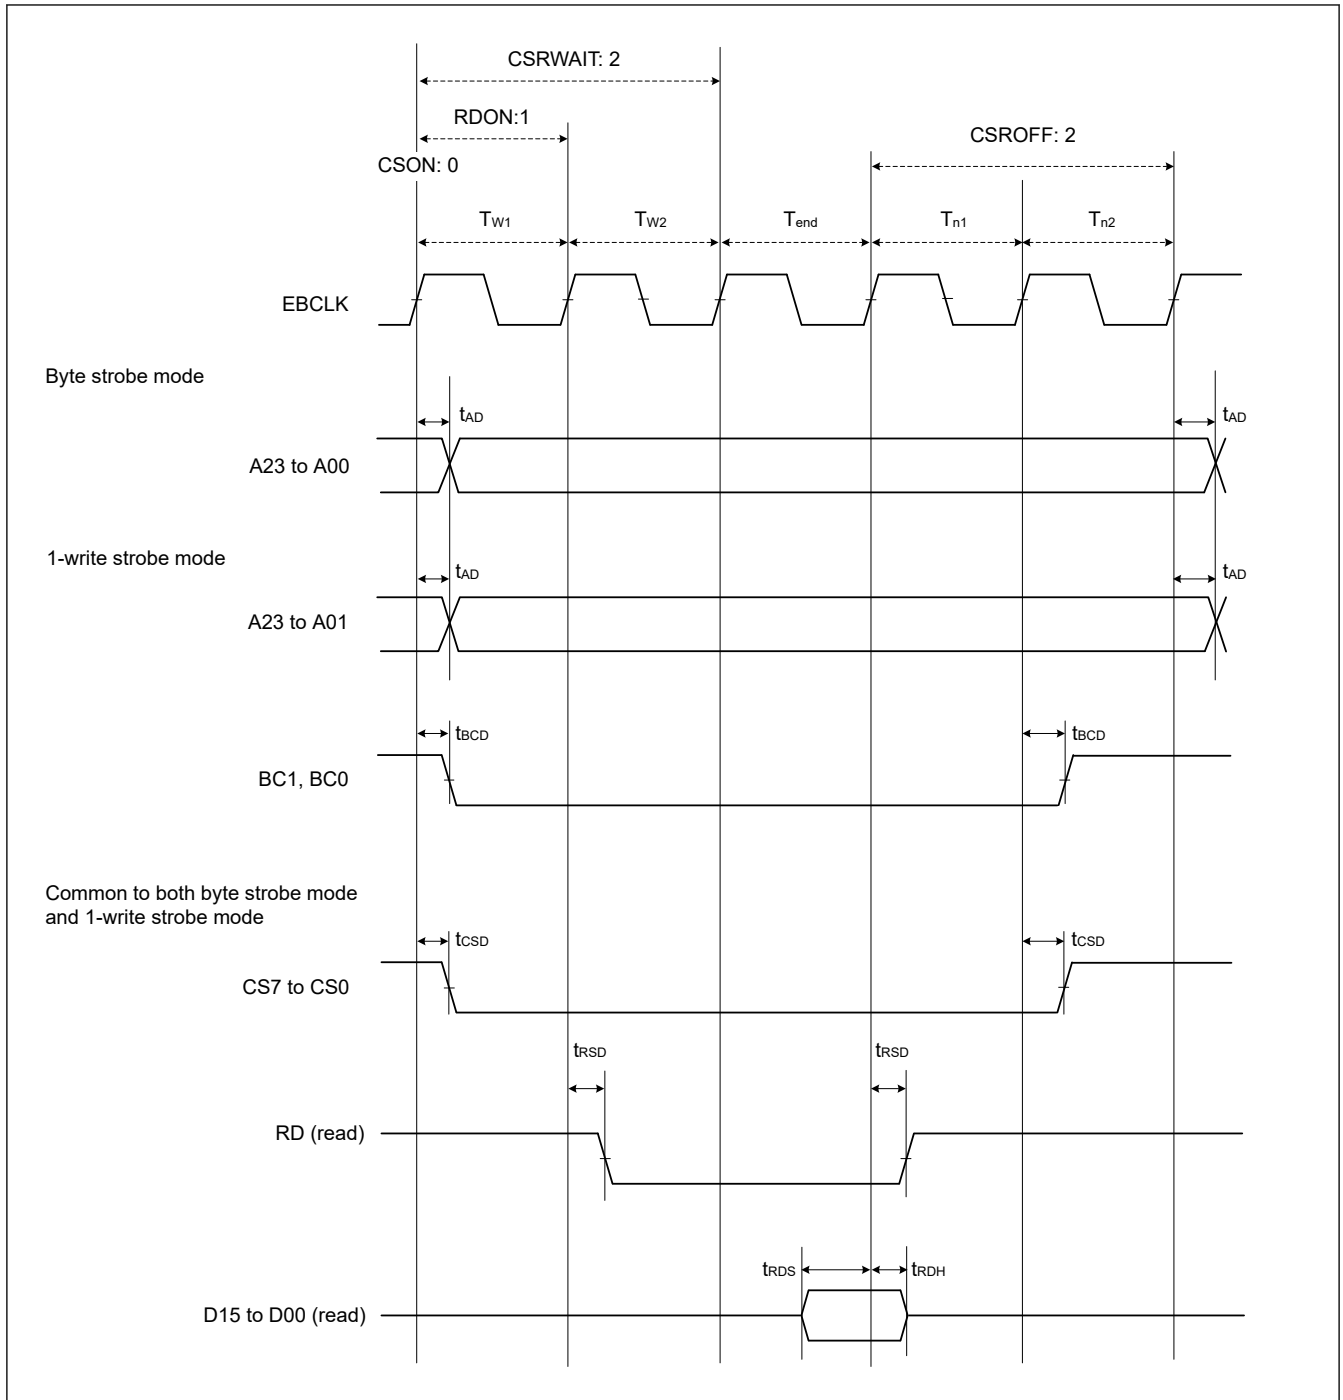 CSRWAIT: 2
RDON:1
CSROFF: 2
CSON: 0
TW1 TW2 Tend Tn1 Tn2
EBCLK
Byte strobe mode
tAD tAD
A23 to A00
1-write strobe mode
tAD tAD
A23 to A01
tBCD tBCD
BC1, BC0
Common to both byte strobe mode
and 1-write strobe mode
tCSD tCSD
CS7 to CS0
tRSD tRSD
RD (read)
tRDS tRDH
D15 to D00 (read)